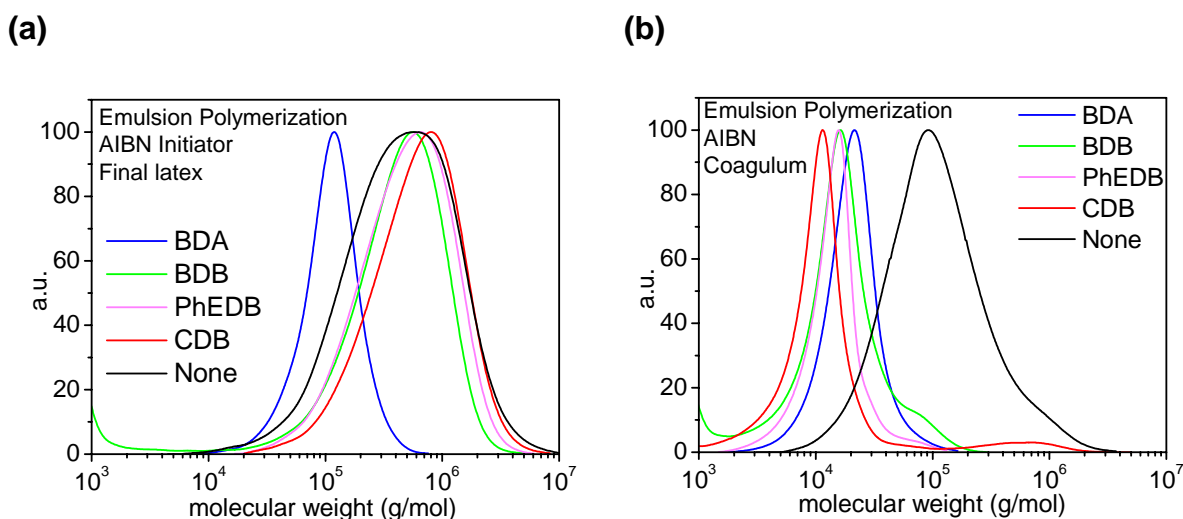 (a)
Emulsion Polymerization
AIBN Initiator
Final latex
BDA
BDB
PhEDB
CDB
None
100
80
60
40
20
0
a.u.
10^3
10^4
10^5
10^6
10^7
molecular weight (g/mol)
(b)
Emulsion Polymerization
AIBN
Coagulum
BDA
BDB
PhEDB
CDB
None
100
80
60
40
20
0
a.u.
10^3
10^4
10^5
10^6
10^7
molecular weight (g/mol)